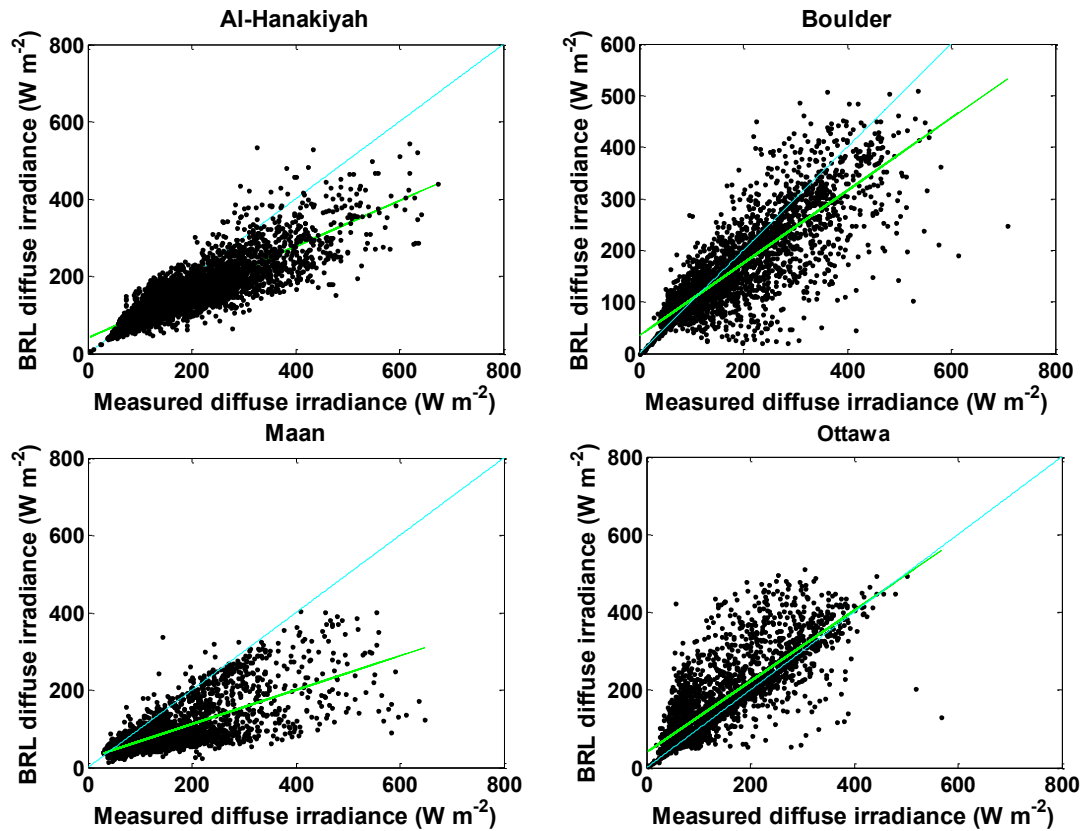 Al-Hanakiyah
BRL diffuse irradiance (W m-2)
800
600
400
200
0
0 200 400 600 800
Measured diffuse irradiance (W m-2)
Boulder
BRL diffuse irradiance (W m-2)
600
500
400
300
200
100
0
0 200 400 600 800
Measured diffuse irradiance (W m-2)
Maan
BRL diffuse irradiance (W m-2)
800
600
400
200
0
0 200 400 600 800
Measured diffuse irradiance (W m-2)
Ottawa
BRL diffuse irradiance (W m-2)
800
600
400
200
0
0 200 400 600 800
Measured diffuse irradiance (W m-2)